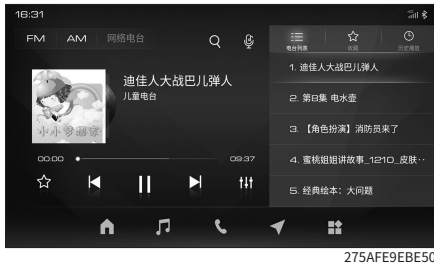 16:31
FM AM 网络电台
电台列表 收藏 历史播放
迪佳人大战巴儿弹人
儿童电台
小小梦想家
00:00 09:37
1. 迪佳人大战巴儿弹人
2. 第8集 电水壶
3. 【角色扮演】消防员来了
4. 蜜桃姐姐讲故事_1210_皮肤··
5. 经典绘本：大问题
275AFE9EBE50